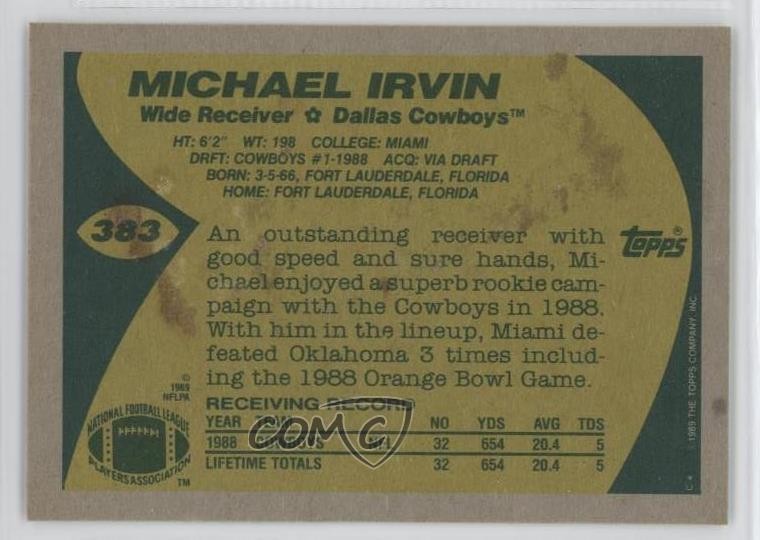 MICHAEL IRVIN
Wide Receiver ✩ Dallas Cowboys™
HT: 6'2" WT: 198 COLLEGE: MIAMI
DRFT: COWBOYS #1-1988 ACQ: VIA DRAFT
BORN: 3-5-66, FORT LAUDERDALE, FLORIDA
HOME: FORT LAUDERDALE, FLORIDA
383
An outstanding receiver with
good speed and sure hands, Mi-
chael enjoyed a superb rookie cam-
paign with the Cowboys in 1988.
With him in the lineup, Miami de-
feated Oklahoma 3 times includ-
ing the 1988 Orange Bowl Game.
TOPPS®
©
1989
NFLPA
NATIONAL FOOTBALL LEAGUE
PLAYERS ASSOCIATION
™
RECEIVING RECORD
YEAR TEAM NO YDS AVG TDS
1988 COWBOYS NFL 32 654 20.4 5
LIFETIME TOTALS 32 654 20.4 5
COMC
©1989 THE TOPPS COMPANY, INC.
C*